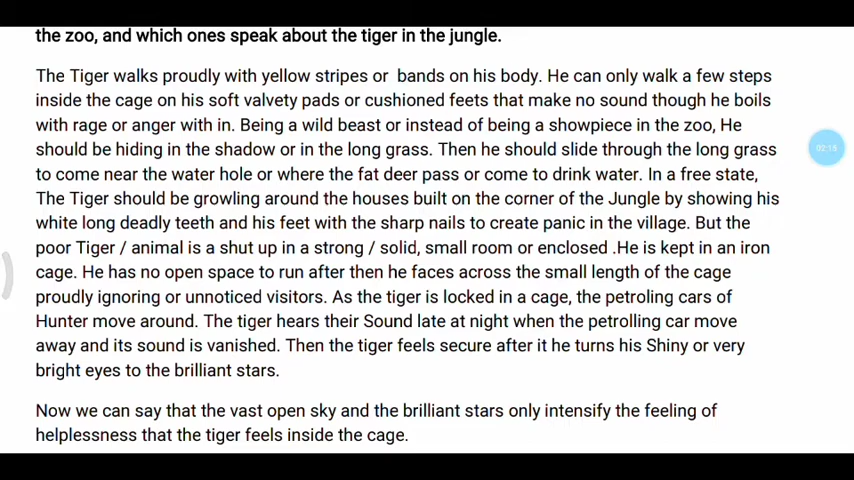 the zoo, and which ones speak about the tiger in the jungle.
The Tiger walks proudly with yellow stripes or  bands on his body. He can only walk a few steps
inside the cage on his soft valvety pads or cushioned feets that make no sound though he boils
with rage or anger with in. Being a wild beast or instead of being a showpiece in the zoo, He
should be hiding in the shadow or in the long grass. Then he should slide through the long grass
to come near the water hole or where the fat deer pass or come to drink water. In a free state,
The Tiger should be growling around the houses built on the corner of the Jungle by showing his
white long deadly teeth and his feet with the sharp nails to create panic in the village. But the
poor Tiger / animal is a shut up in a strong / solid, small room or enclosed .He is kept in an iron
cage. He has no open space to run after then he faces across the small length of the cage
proudly ignoring or unnoticed visitors. As the tiger is locked in a cage, the petroling cars of
Hunter move around. The tiger hears their Sound late at night when the petrolling car move
away and its sound is vanished. Then the tiger feels secure after it he turns his Shiny or very
bright eyes to the brilliant stars.
Now we can say that the vast open sky and the brilliant stars only intensify the feeling of
helplessness that the tiger feels inside the cage.
02:15